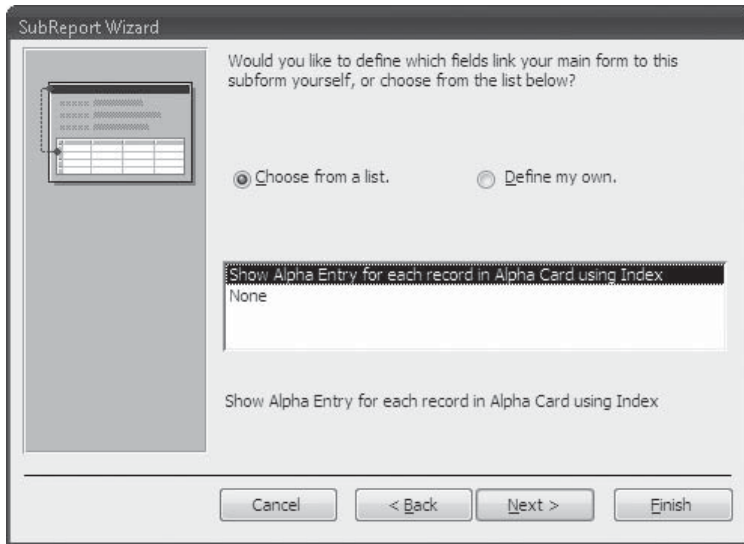 SubReport Wizard
Would you like to define which fields link your main form to this
subform yourself, or choose from the list below?
Choose from a list.
Define my own.
Show Alpha Entry for each record in Alpha Card using Index
None
Show Alpha Entry for each record in Alpha Card using Index
Cancel
< Back
Next >
Finish